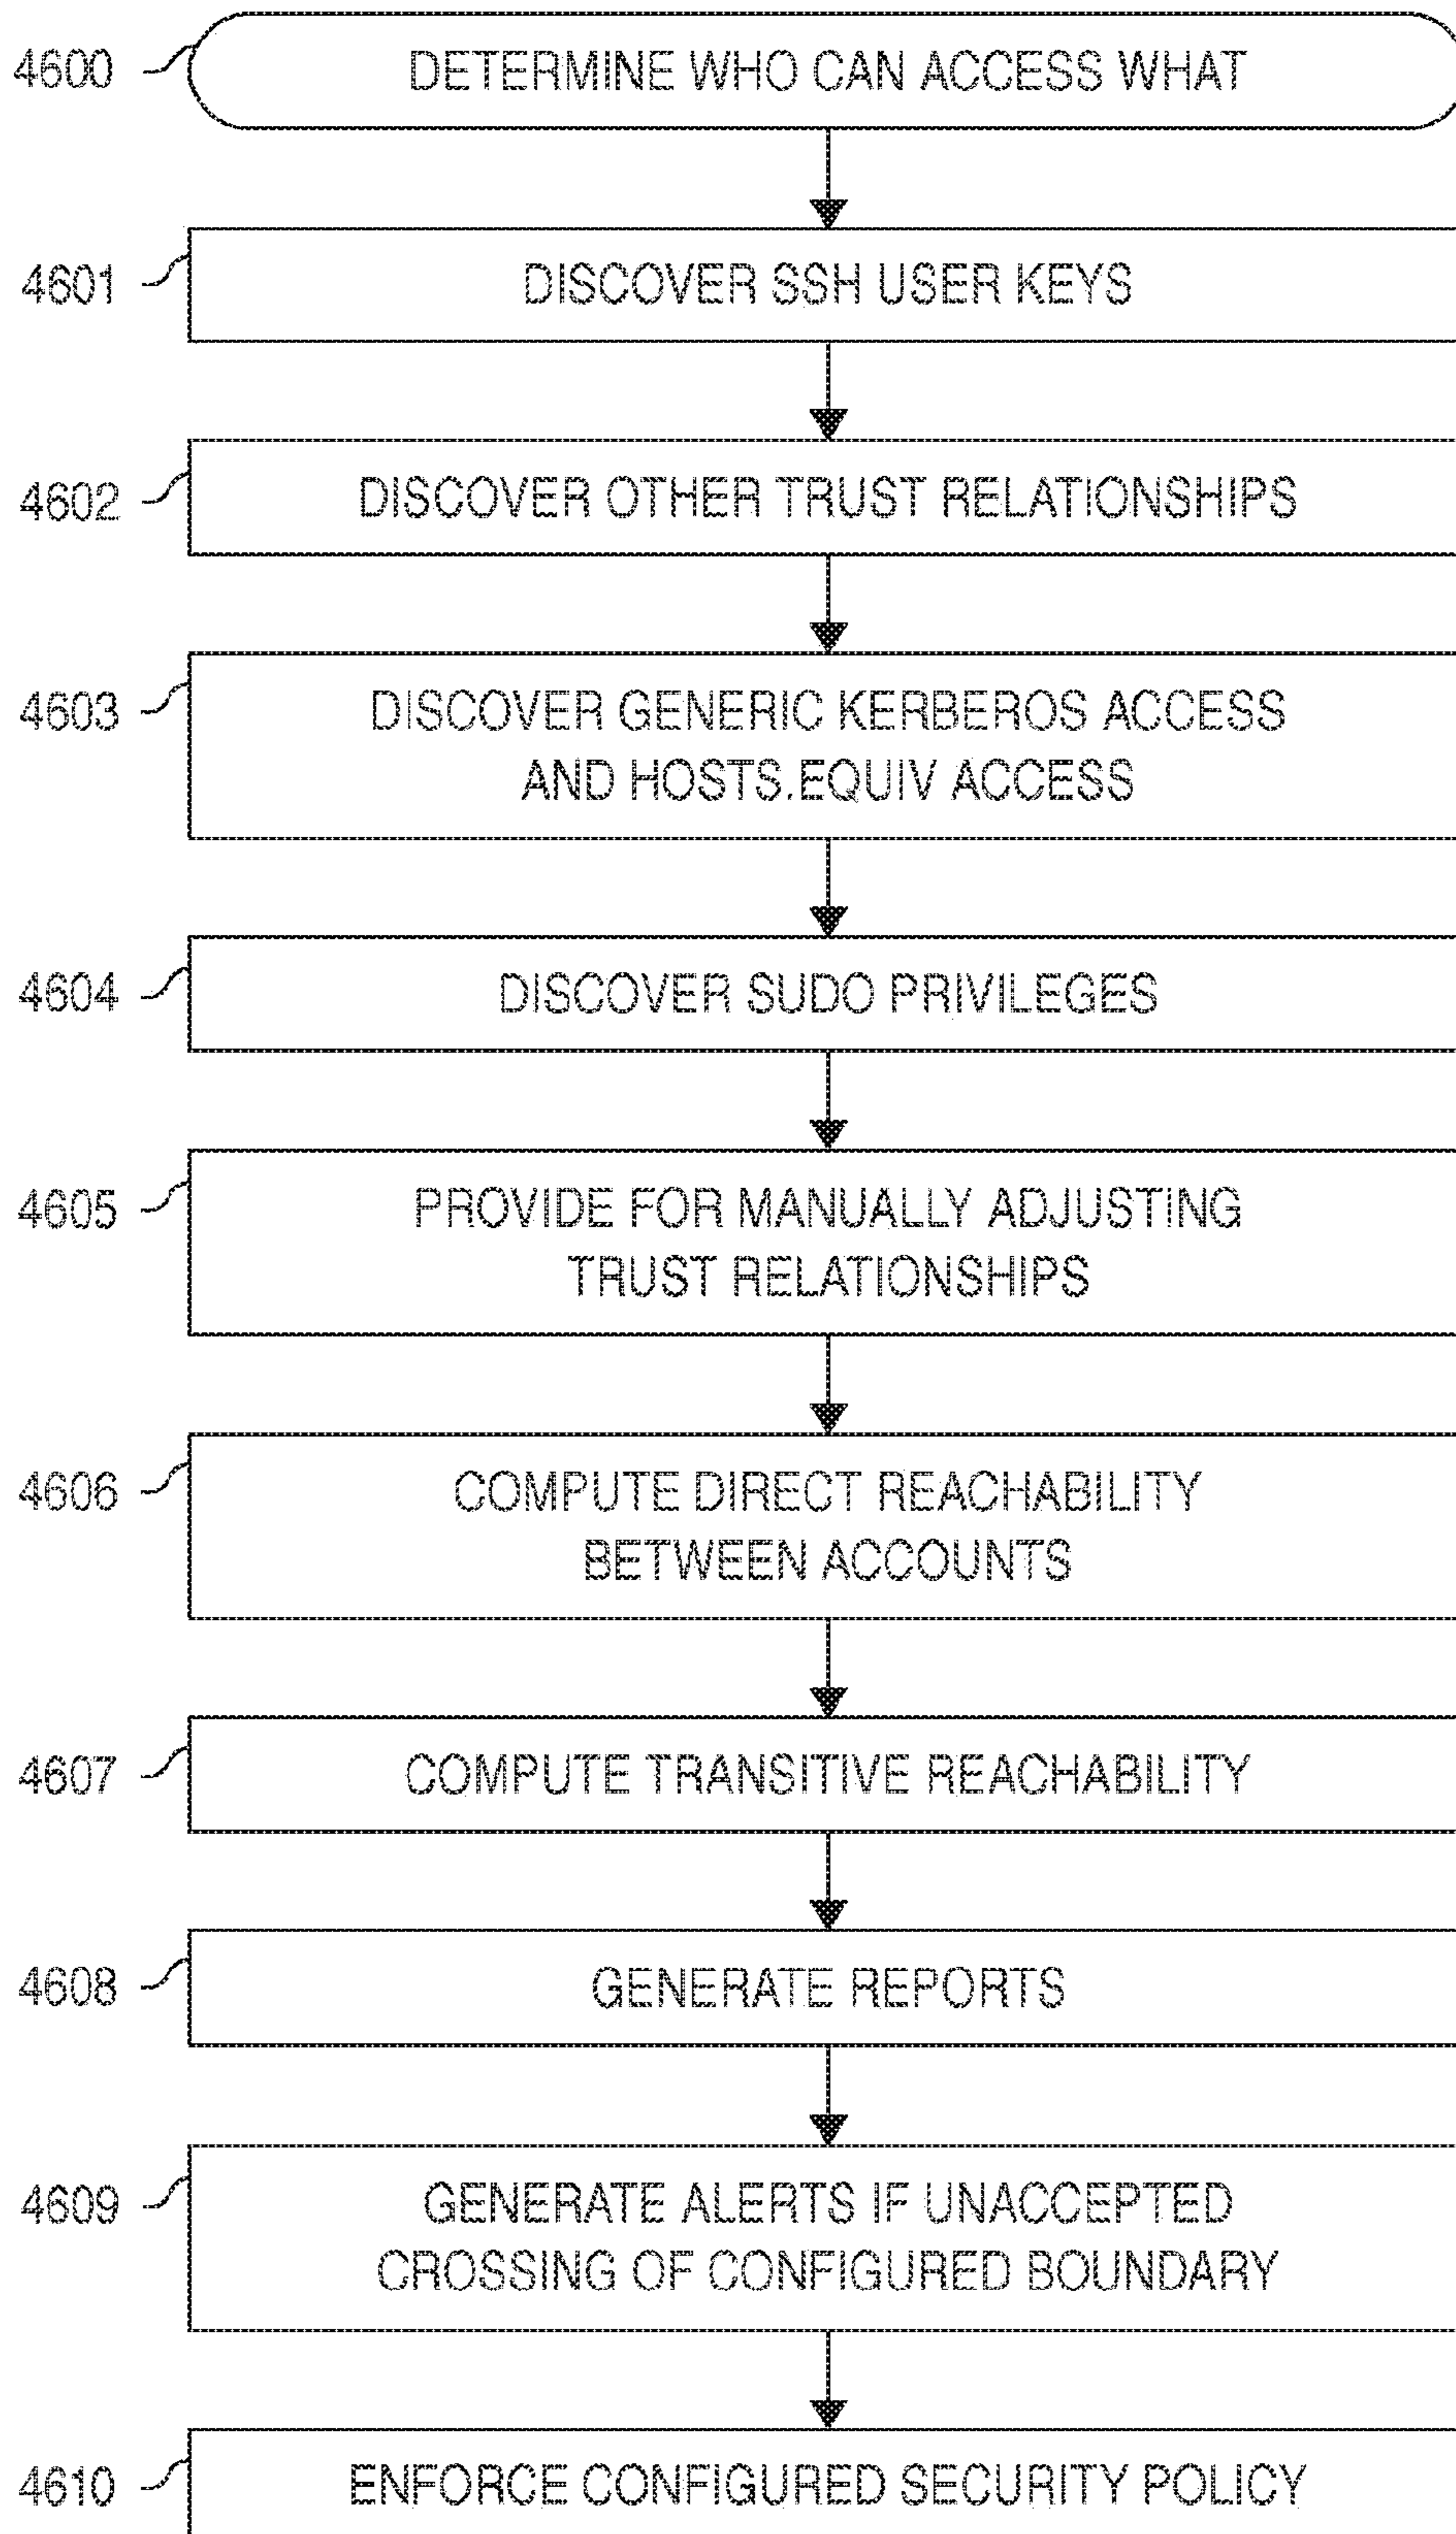 4600 DETERMINE WHO CAN ACCESS WHAT
4601 DISCOVER SSH USER KEYS
4602 DISCOVER OTHER TRUST RELATIONSHIPS
4603 DISCOVER GENERIC KERBEROS ACCESS
AND HOSTS.EQUIV ACCESS
4604 DISCOVER SUDO PRIVILEGES
4605 PROVIDE FOR MANUALLY ADJUSTING
TRUST RELATIONSHIPS
4606 COMPUTE DIRECT REACHABILITY
BETWEEN ACCOUNTS
4607 COMPUTE TRANSITIVE REACHABILITY
4608 GENERATE REPORTS
4609 GENERATE ALERTS IF UNACCEPTED
CROSSING OF CONFIGURED BOUNDARY
4610 ENFORCE CONFIGURED SECURITY POLICY